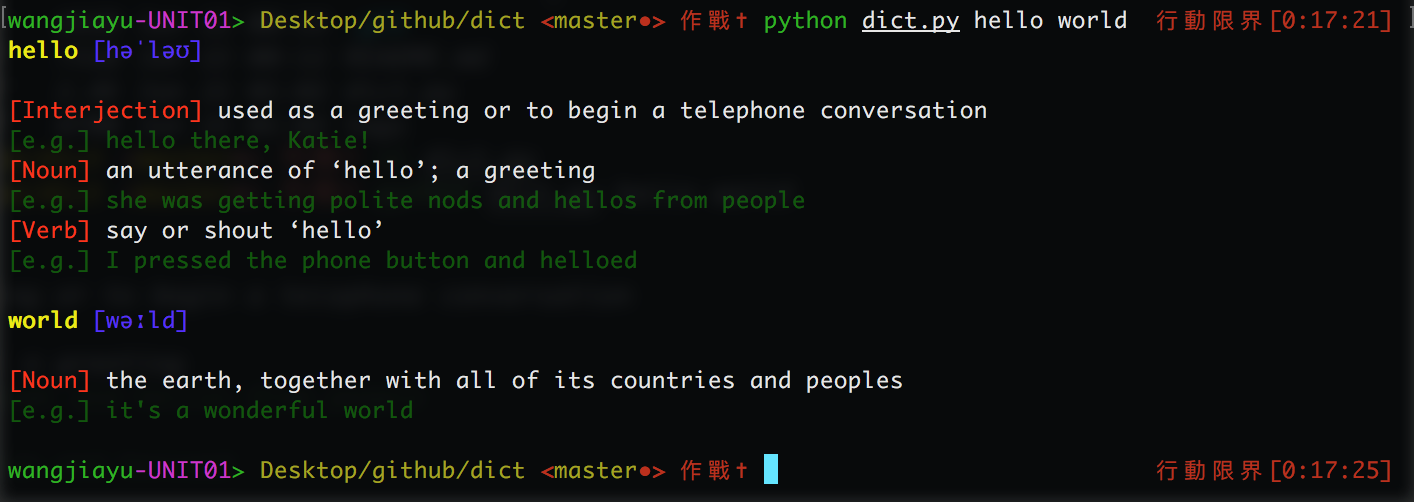 wangjiayu-UNIT01> Desktop/github/dict <master●> 作戰✝ python dict.py hello world 行動限界[0:17:21]
hello [həˈləʊ]
[Interjection] used as a greeting or to begin a telephone conversation
[e.g.] hello there, Katie!
[Noun] an utterance of ‘hello’; a greeting
[e.g.] she was getting polite nods and hellos from people
[Verb] say or shout ‘hello’
[e.g.] I pressed the phone button and helloed
world [wəːld]
[Noun] the earth, together with all of its countries and peoples
[e.g.] it's a wonderful world
wangjiayu-UNIT01> Desktop/github/dict <master●> 作戰✝ 行動限界[0:17:25]